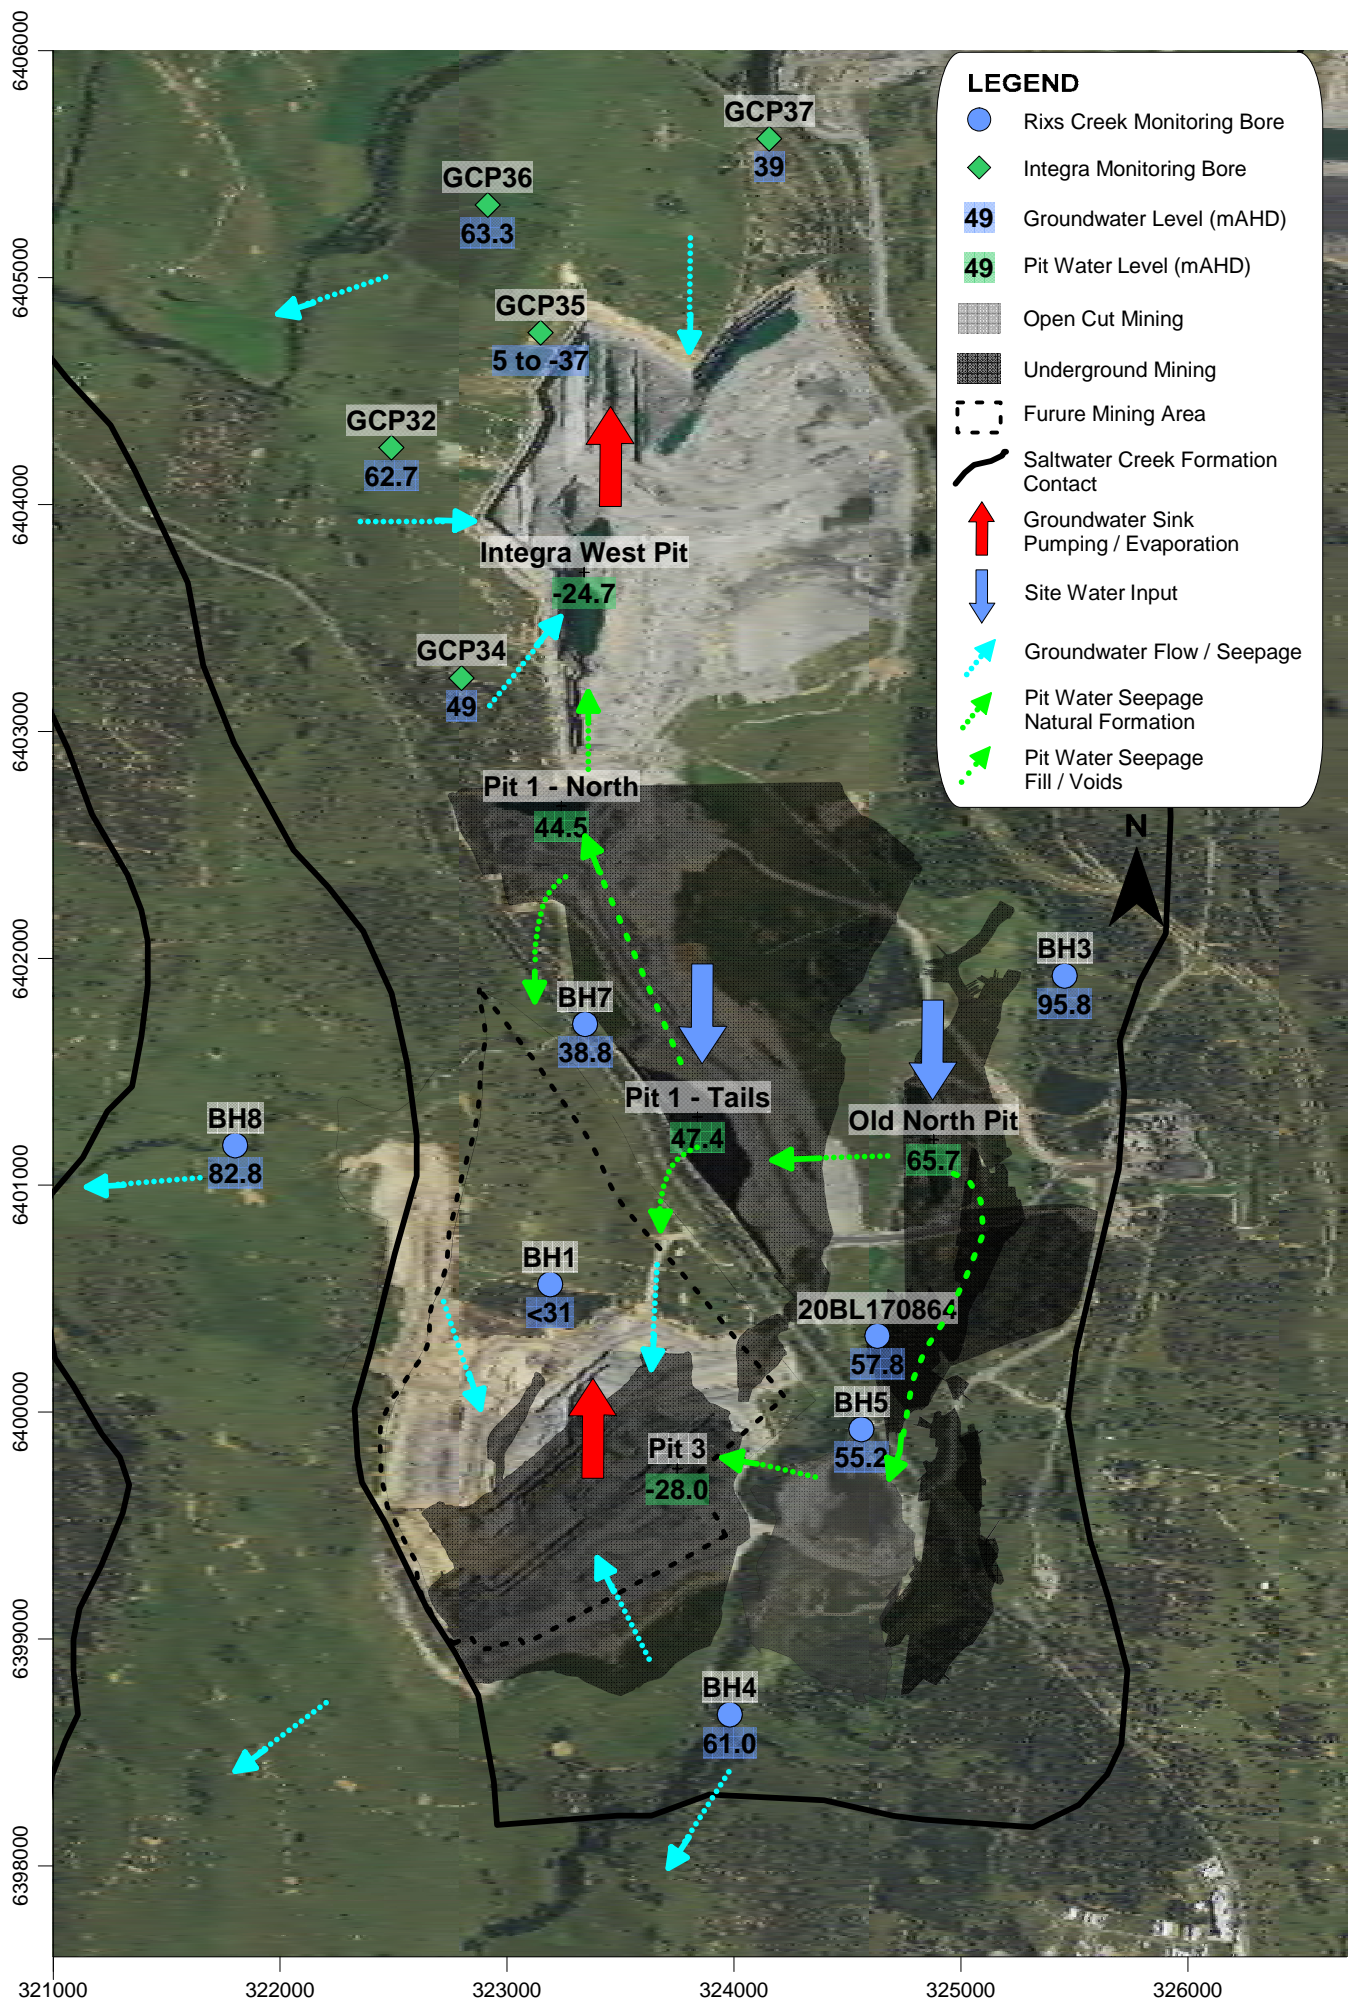 6406000
6405000
6404000
6403000
6402000
6401000
6400000
6399000
6398000
LEGEND
Rixs Creek Monitoring Bore
Integra Monitoring Bore
49 Groundwater Level (mAHD)
49 Pit Water Level (mAHD)
Open Cut Mining
Underground Mining
Furure Mining Area
Saltwater Creek Formation
Contact
Groundwater Sink
Pumping / Evaporation
Site Water Input
Groundwater Flow / Seepage
Pit Water Seepage
Natural Formation
Pit Water Seepage
Fill / Voids
N
GCP37
39
GCP36
63.3
GCP35
5 to -37
GCP32
62.7
Integra West Pit
-24.7
GCP34
49
Pit 1 - North
44.5
BH3
95.8
BH7
38.8
Pit 1 - Tails
47.4
Old North Pit
65.7
BH8
82.8
BH1
<31
20BL170864
57.8
BH5
55.2
Pit 3
-28.0
BH4
61.0
321000
322000
323000
324000
325000
326000